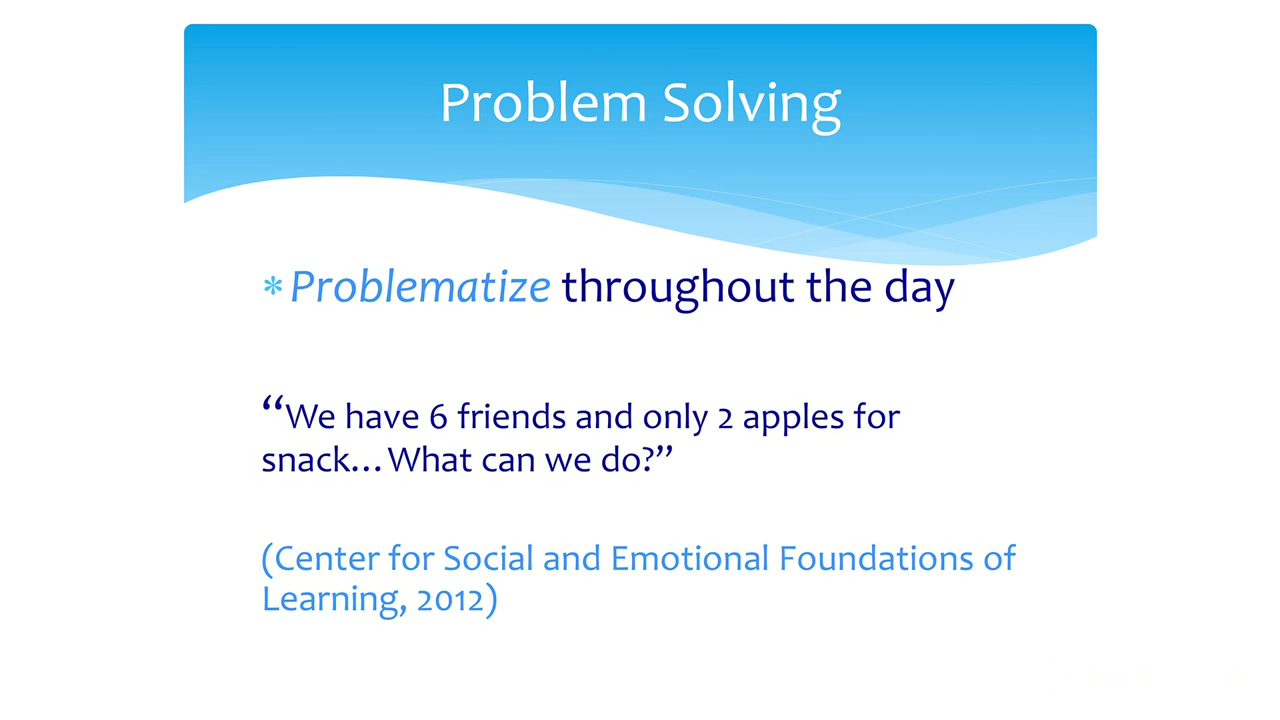 Problem Solving
*Problematize throughout the day
“We have 6 friends and only 2 apples for
snack…What can we do?”
(Center for Social and Emotional Foundations of
Learning, 2012)